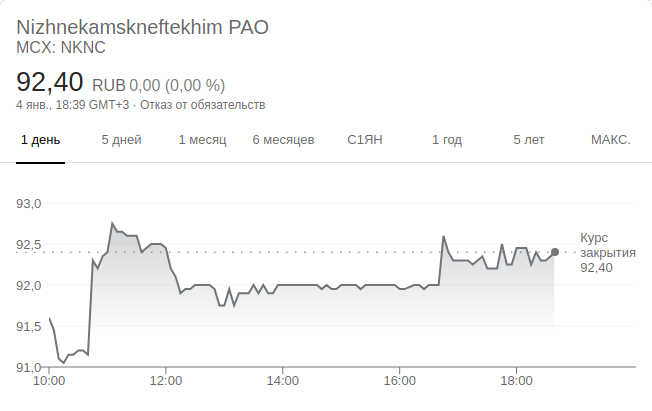 Nizhnekamskneftekhim PAO
MCX: NKNC
92,40 RUB 0,00 (0,00 %)
4 янв., 18:39 GMT+3 · Отказ от обязательств
1 день 5 дней 1 месяц 6 месяцев С1ЯН 1 год 5 лет МАКС.
93,0
92,5
92,0
91,5
91,0
Курс
закрытия
92,40
10:00 12:00 14:00 16:00 18:00